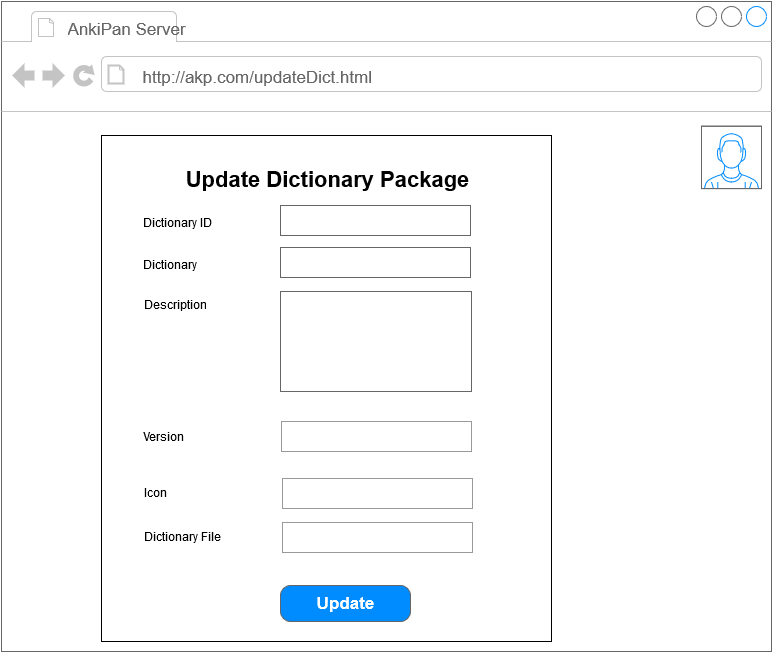 AnkiPan Server
http://akp.com/updateDict.html
Update Dictionary Package
Dictionary ID
Dictionary
Description
Version
Icon
Dictionary File
Update